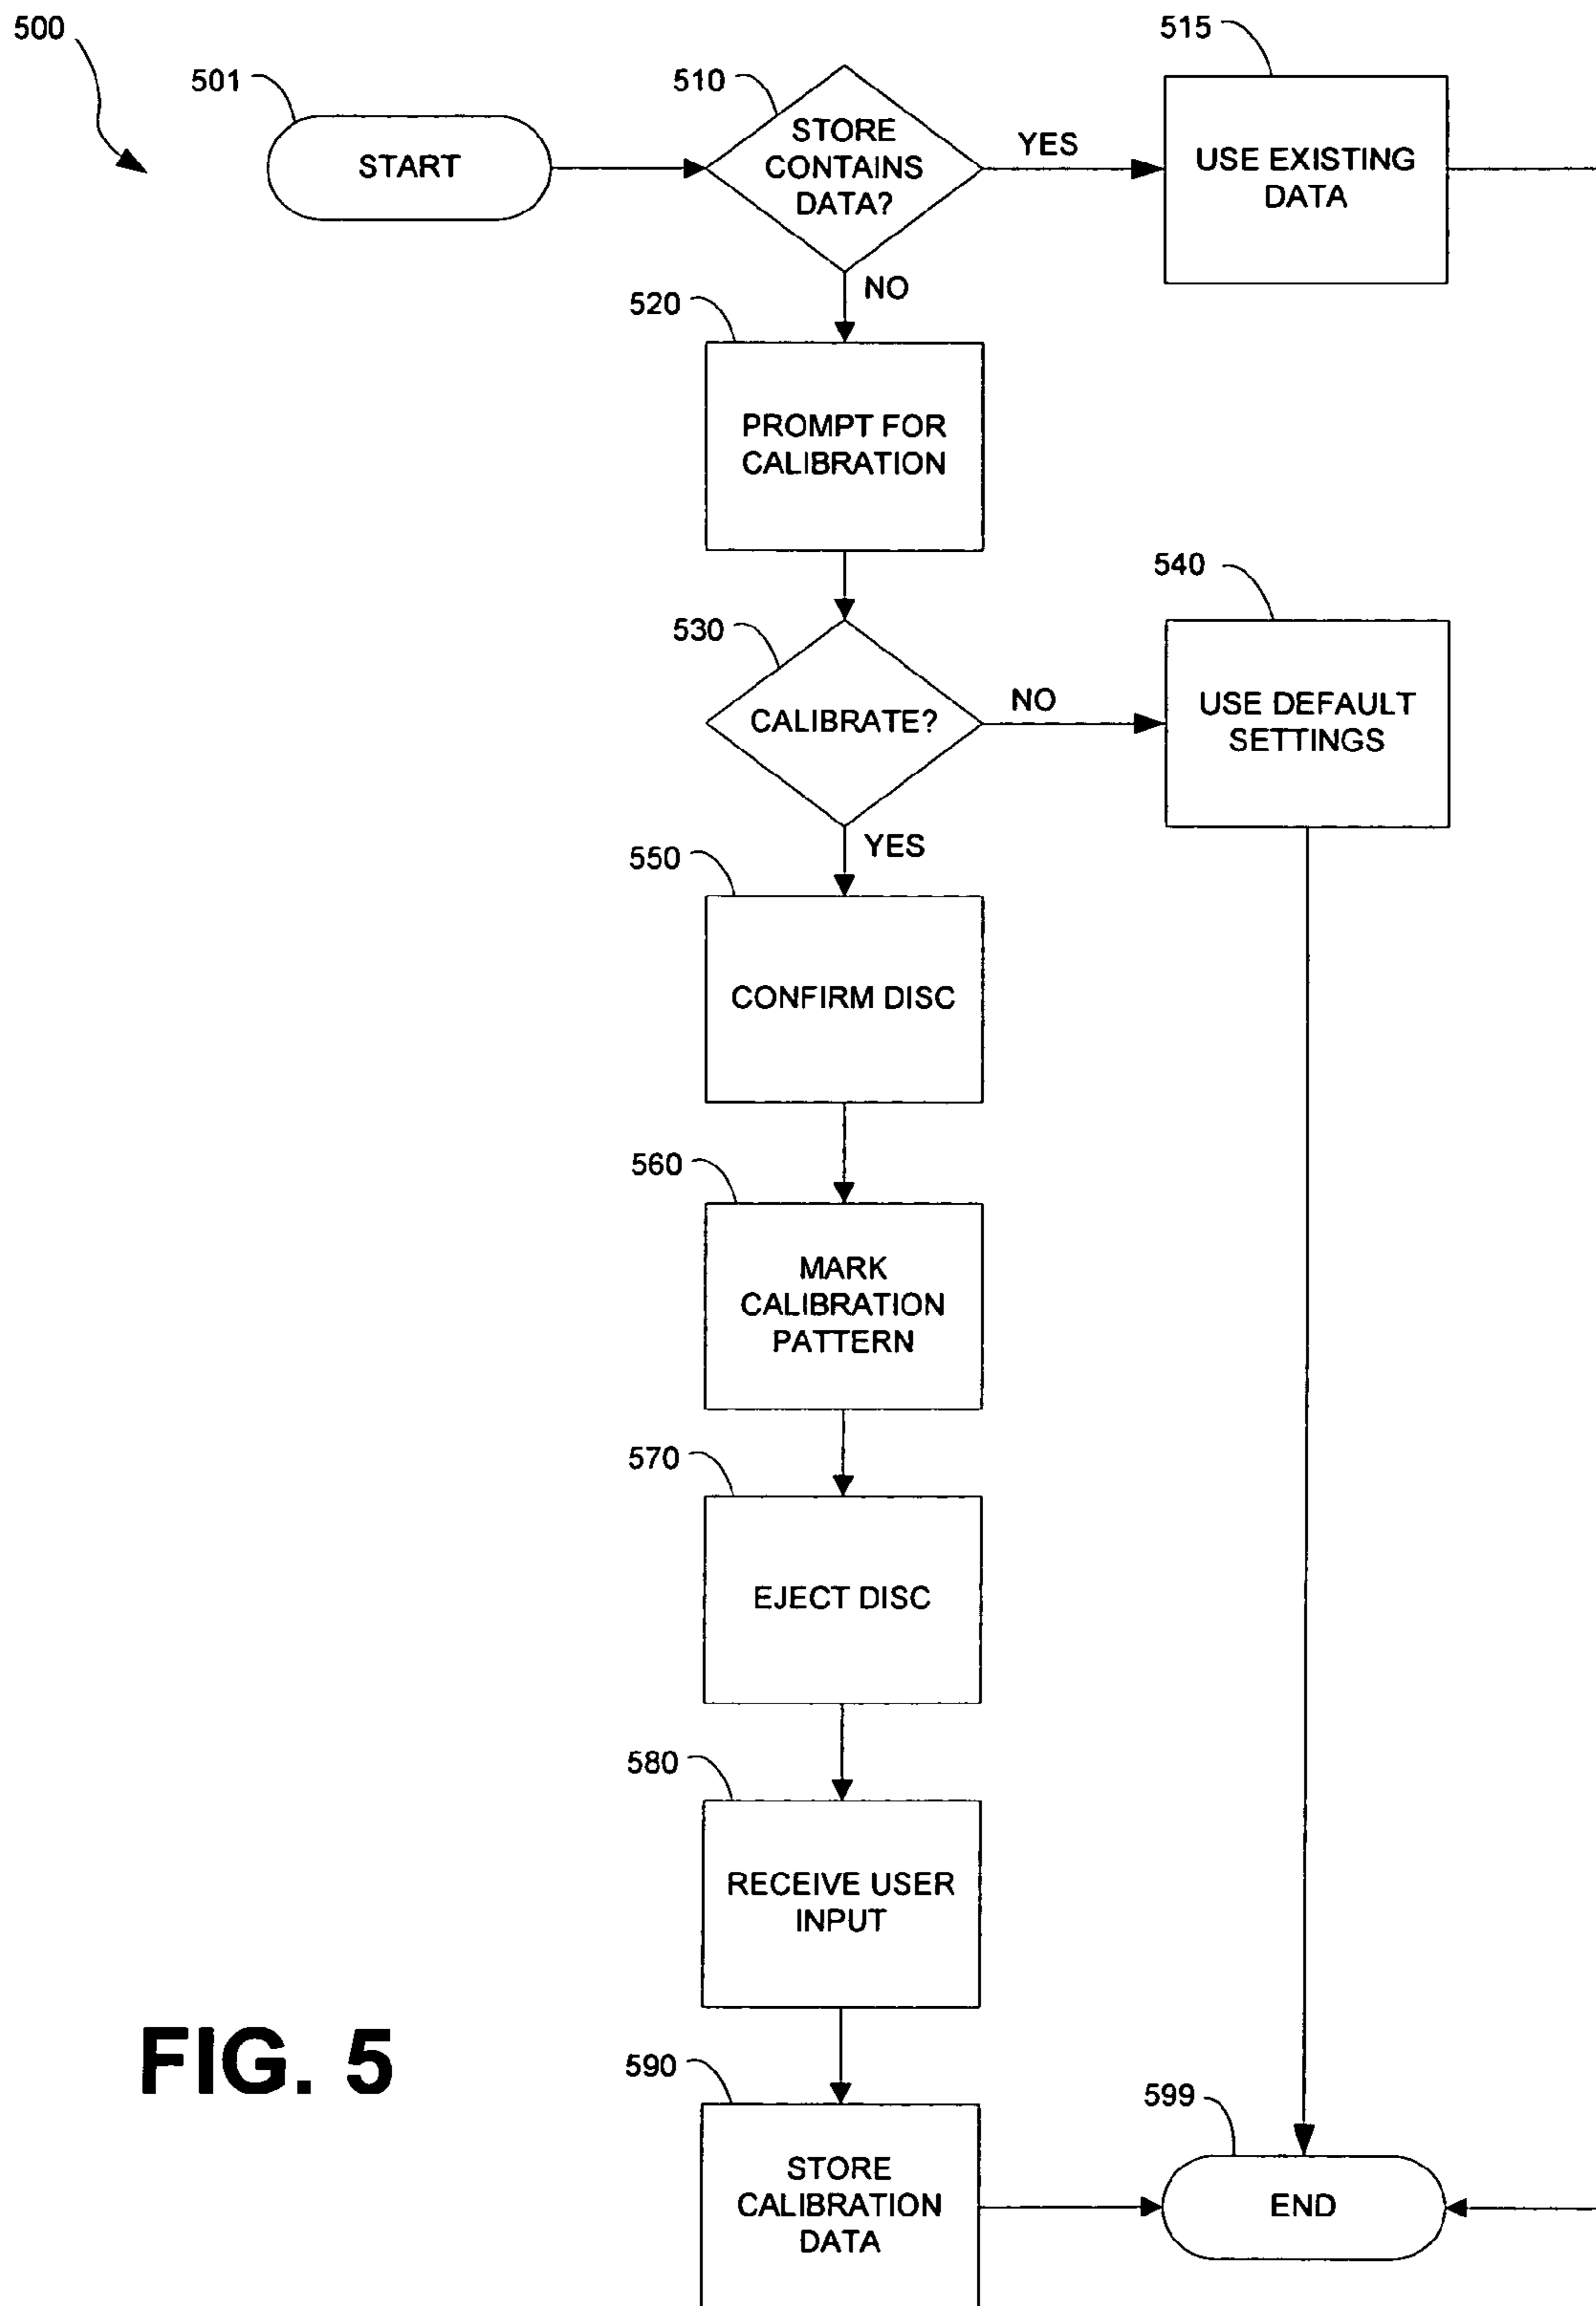 500
501
START
510
STORE
CONTAINS
DATA?
YES
515
USE EXISTING
DATA
NO
520
PROMPT FOR
CALIBRATION
530
CALIBRATE?
NO
540
USE DEFAULT
SETTINGS
YES
550
CONFIRM DISC
560
MARK
CALIBRATION
PATTERN
570
EJECT DISC
580
RECEIVE USER
INPUT
590
STORE
CALIBRATION
DATA
599
END
FIG. 5